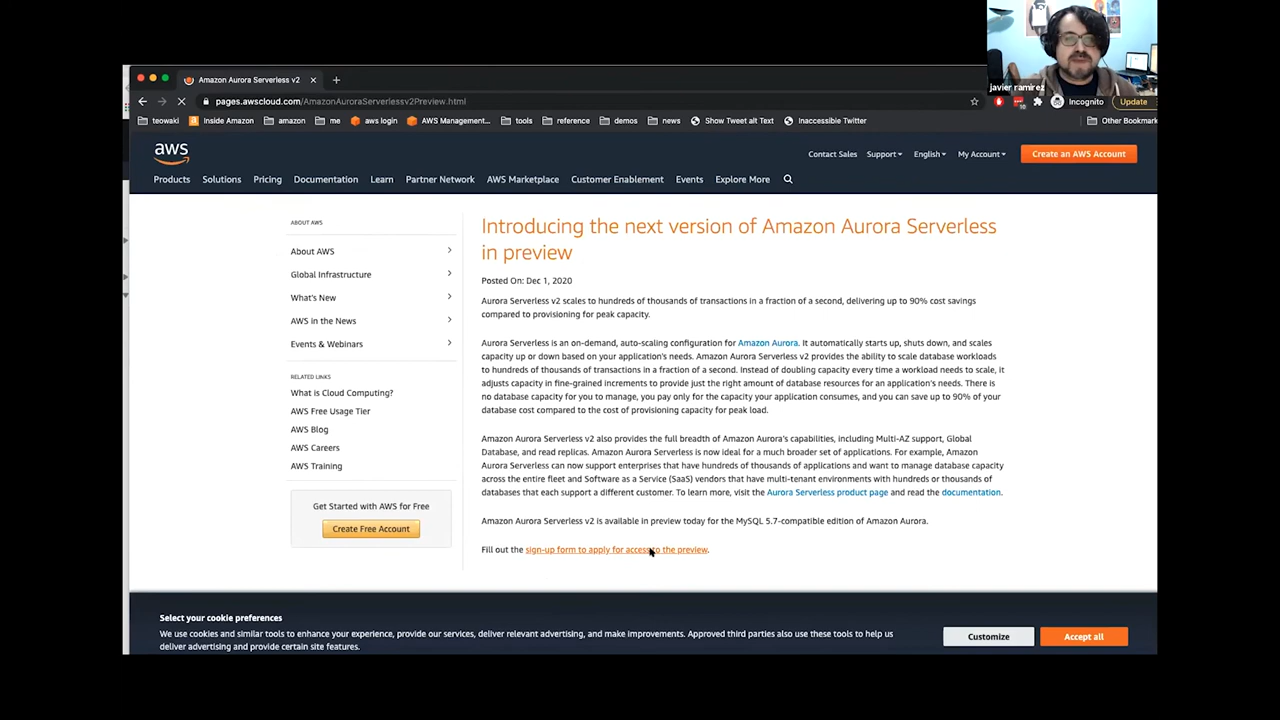 javier ramirez
Amazon Aurora Serverless v2
pages.awscloud.com/AmazonAuroraServerlessv2Preview.html
Incognito
Update
teowaki
Inside Amazon
amazon
me
aws login
AWS Management...
tools
reference
demos
news
Show Tweet alt Text
Inaccessible Twitter
Other Bookmark
aws
Contact Sales
Support
English
My Account
Create an AWS Account
Products
Solutions
Pricing
Documentation
Learn
Partner Network
AWS Marketplace
Customer Enablement
Events
Explore More
ABOUT AWS
About AWS
Global Infrastructure
What's New
AWS in the News
Events & Webinars
RELATED LINKS
What is Cloud Computing?
AWS Free Usage Tier
AWS Blog
AWS Careers
AWS Training
Get Started with AWS for Free
Create Free Account
Introducing the next version of Amazon Aurora Serverless
in preview
Posted On: Dec 1, 2020
Aurora Serverless v2 scales to hundreds of thousands of transactions in a fraction of a second, delivering up to 90% cost savings
compared to provisioning for peak capacity.
Aurora Serverless is an on-demand, auto-scaling configuration for Amazon Aurora. It automatically starts up, shuts down, and scales
capacity up or down based on your application's needs. Amazon Aurora Serverless v2 provides the ability to scale database workloads
to hundreds of thousands of transactions in a fraction of a second. Instead of doubling capacity every time a workload needs to scale, it
adjusts capacity in fine-grained increments to provide just the right amount of database resources for an application's needs. There is
no database capacity for you to manage, you pay only for the capacity your application consumes, and you can save up to 90% of your
database cost compared to the cost of provisioning capacity for peak load.
Amazon Aurora Serverless v2 also provides the full breadth of Amazon Aurora's capabilities, including Multi-AZ support, Global
Database, and read replicas. Amazon Aurora Serverless is now ideal for a much broader set of applications. For example, Amazon
Aurora Serverless can now support enterprises that have hundreds of thousands of applications and want to manage database capacity
across the entire fleet and Software as a Service (SaaS) vendors that have multi-tenant environments with hundreds or thousands of
databases that each support a different customer. To learn more, visit the Aurora Serverless product page and read the documentation.
Amazon Aurora Serverless v2 is available in preview today for the MySQL 5.7-compatible edition of Amazon Aurora.
Fill out the sign-up form to apply for access to the preview.
Select your cookie preferences
We use cookies and similar tools to enhance your experience, provide our services, deliver relevant advertising, and make improvements. Approved third parties also use these tools to help us
deliver advertising and provide certain site features.
Customize
Accept all